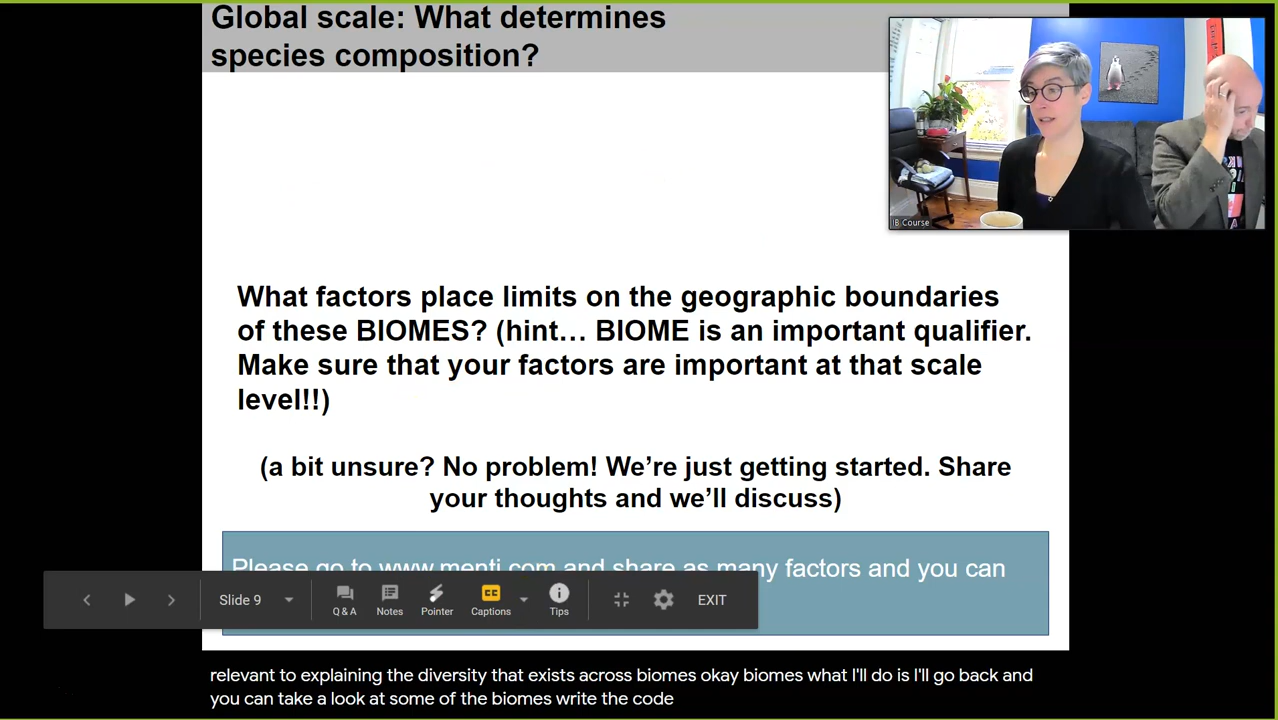 Global scale: What determines
species composition?
IB Course
What factors place limits on the geographic boundaries
of these BIOMES? (hint… BIOME is an important qualifier.
Make sure that your factors are important at that scale
level!!)
(a bit unsure? No problem! We’re just getting started. Share
your thoughts and we’ll discuss)
Please go to www.menti.com and share as many factors and you can
Slide 9
Q & A
Notes
Pointer
CC
Captions
Tips
EXIT
relevant to explaining the diversity that exists across biomes okay biomes what I'll do is I'll go back and
you can take a look at some of the biomes write the code